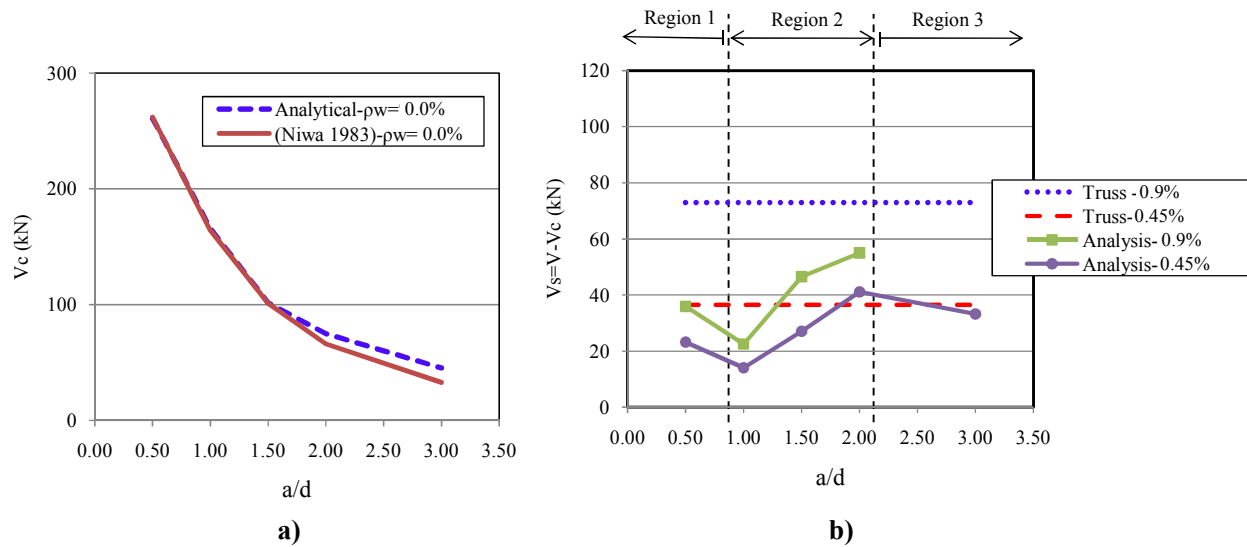 Region 1
Region 2
Region 3
300
200
100
0
Vc (kN)
Analytical-ρw= 0.0%
(Niwa 1983)-ρw= 0.0%
0.00 0.50 1.00 1.50 2.00 2.50 3.00 3.50
a/d
a)
120
100
80
60
40
20
0
Vs=V-Vc (kN)
Truss -0.9%
Truss-0.45%
Analysis-0.9%
Analysis-0.45%
0.00 0.50 1.00 1.50 2.00 2.50 3.00 3.50
a/d
b)